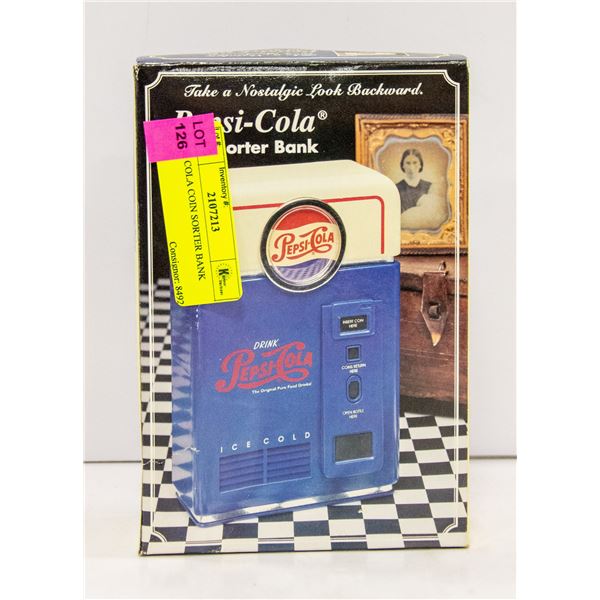 Take a Nostalgic Look Backward.
Pepsi-Cola®
Sorter Bank
LOT
126
Inventory #:
2107213
COLA COIN SORTER BANK
Consignor: 8492
PEPSI-COLA
INSERT COIN
HERE
COINS RETURN
HERE
OPEN BOTTLE
HERE
DRINK
PEPSI-COLA
The Original Pure Food Drink®
ICE COLD